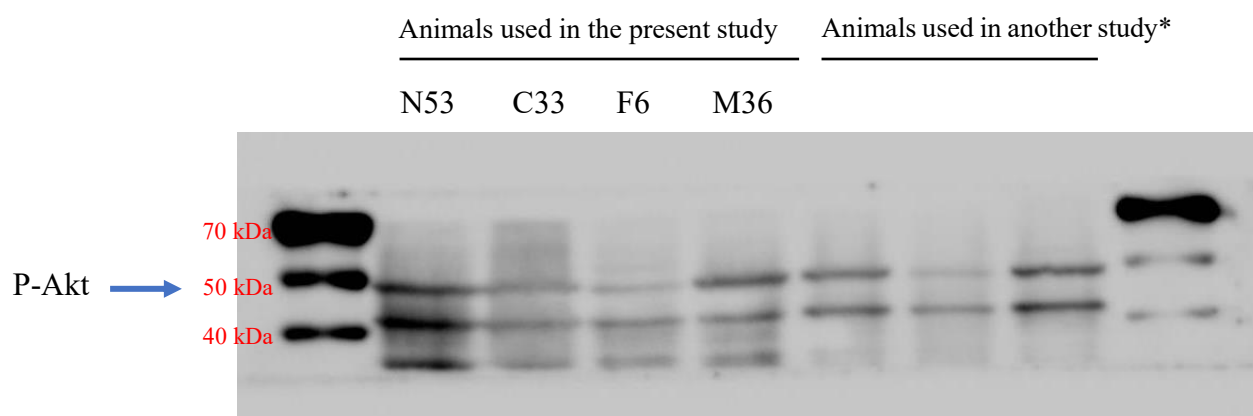 Animals used in the present study
Animals used in another study*
N53 C33 F6 M36
70 kDa
P-Akt 50 kDa
40 kDa